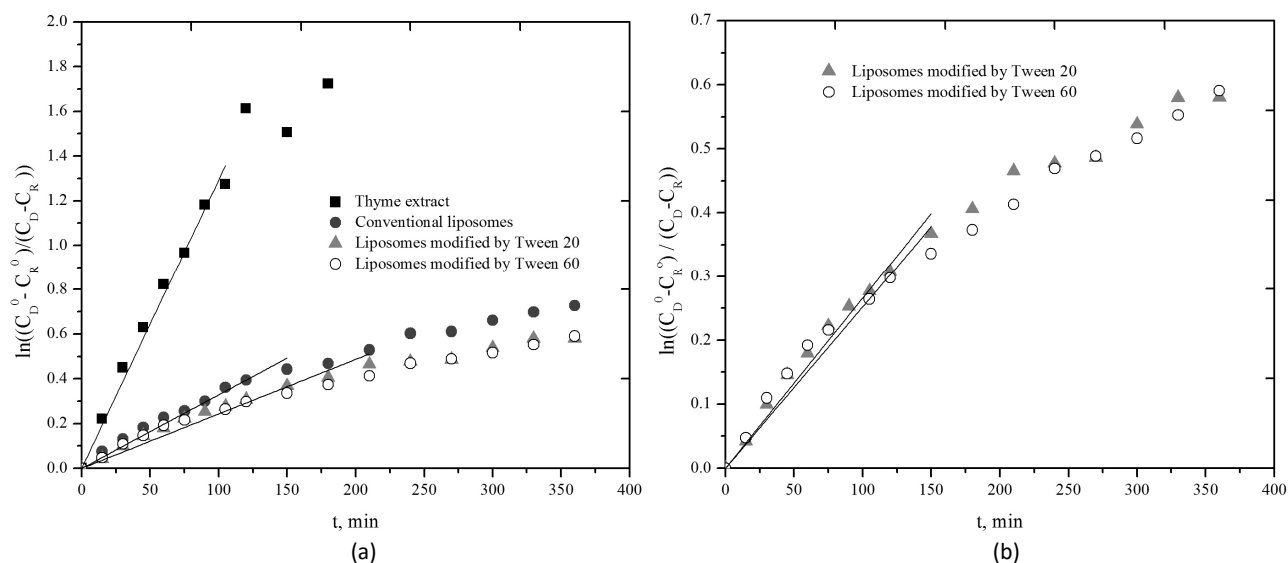 2.0
1.8
1.6
1.4
1.2
1.0
0.8
0.6
0.4
0.2
0.0
0 50 100 150 200 250 300 350 400
ln((C_D^0- C_R^0)/(C_D-C_R))
Thyme extract
Conventional liposomes
Liposomes modified by Tween 20
Liposomes modified by Tween 60
t, min
(a)
0.7
0.6
0.5
0.4
0.3
0.2
0.1
0.0
0 50 100 150 200 250 300 350 400
ln((C_D^0-C_R^o) / (C_D-C_R))
Liposomes modified by Tween 20
Liposomes modified by Tween 60
t, min
(b)